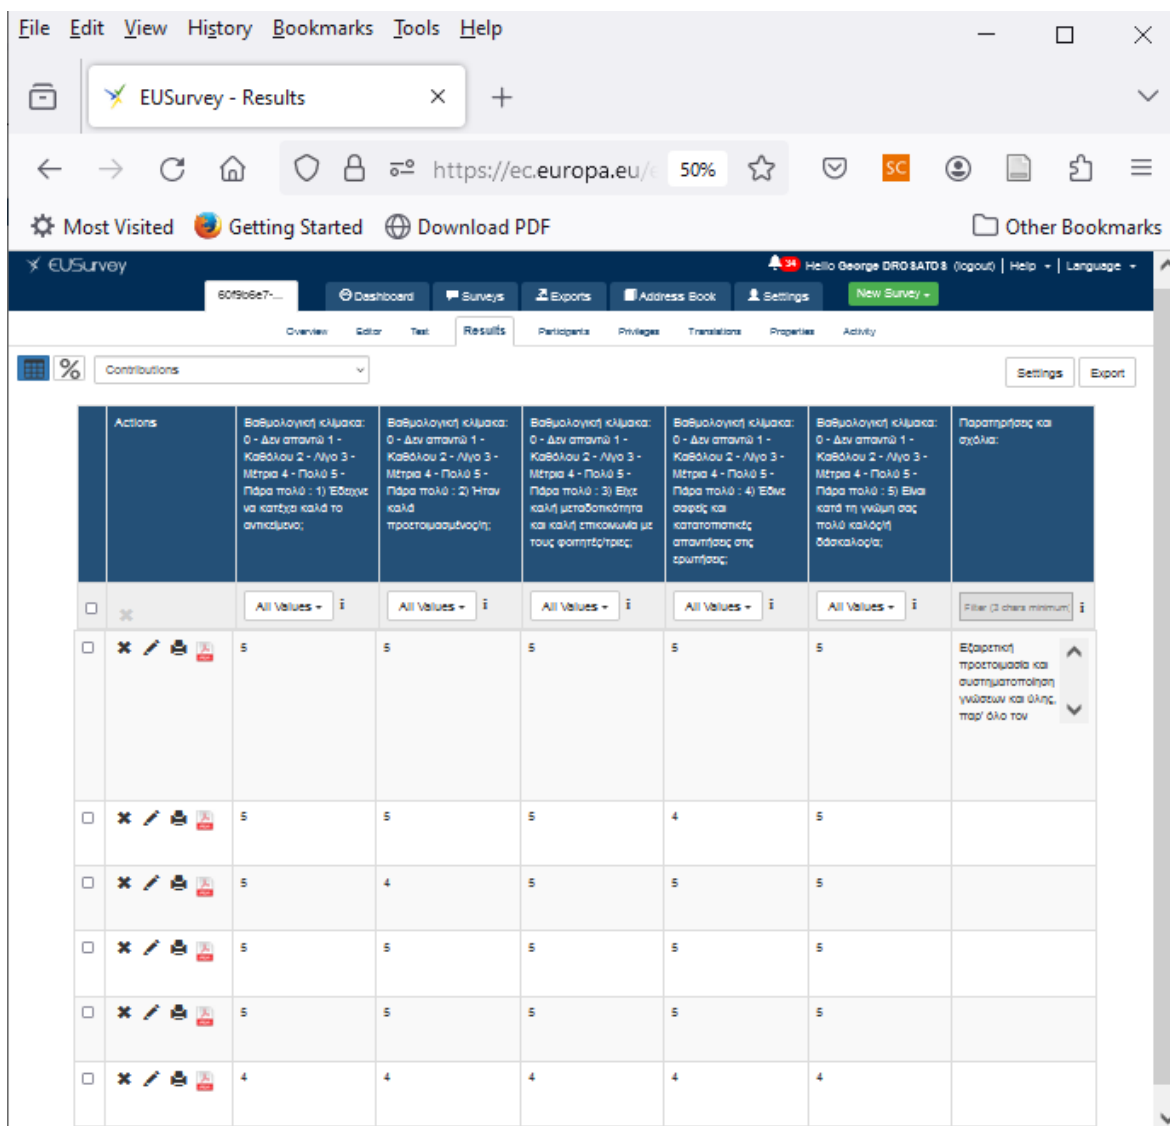 File Edit View History Bookmarks Tools Help
EUSurvey - Results
https://ec.europa.eu/e 50%
SC
Most Visited Getting Started Download PDF Other Bookmarks
EUSurvey 34 Hello George DROSATOS (logout) | Help | Language
60f9b6e7-... Dashboard Surveys Exports Address Book Settings New Survey
Overview Editor Test Results Participants Privileges Translations Properties Activity
% Contributions Settings Export
Actions
Βαθμολογική κλίμακα:
0 - Δεν απαντώ 1 -
Καθόλου 2 - Λίγο 3 -
Μέτρια 4 - Πολύ 5 -
Πάρα πολύ : 1) Έδειχνε
να κατέχει καλά το
αντικείμενο;
Βαθμολογική κλίμακα:
0 - Δεν απαντώ 1 -
Καθόλου 2 - Λίγο 3 -
Μέτρια 4 - Πολύ 5 -
Πάρα πολύ : 2) Ήταν
καλά
προετοιμασμένος/η;
Βαθμολογική κλίμακα:
0 - Δεν απαντώ 1 -
Καθόλου 2 - Λίγο 3 -
Μέτρια 4 - Πολύ 5 -
Πάρα πολύ : 3) Είχε
καλή μεταδοτικότητα
και καλή επικοινωνία με
τους φοιτητές/τριες;
Βαθμολογική κλίμακα:
0 - Δεν απαντώ 1 -
Καθόλου 2 - Λίγο 3 -
Μέτρια 4 - Πολύ 5 -
Πάρα πολύ : 4) Έδινε
σαφείς και
κατατοπιστικές
απαντήσεις στις
ερωτήσεις;
Βαθμολογική κλίμακα:
0 - Δεν απαντώ 1 -
Καθόλου 2 - Λίγο 3 -
Μέτρια 4 - Πολύ 5 -
Πάρα πολύ : 5) Είναι
κατά τη γνώμη σας
πολύ καλός/ή
δάσκαλος/α;
Παρατηρήσεις και
σχόλια:
All Values i All Values i All Values i All Values i All Values i Filter (3 chars minimum) i
5 5 5 5 5
Εξαιρετική
προετοιμασία και
συστηματοποίηση
γνώσεων και ύλης,
παρ' όλο τον
5 5 5 4 5
5 4 5 5 5
5 5 5 5 5
5 5 5 5 5
4 4 4 4 4